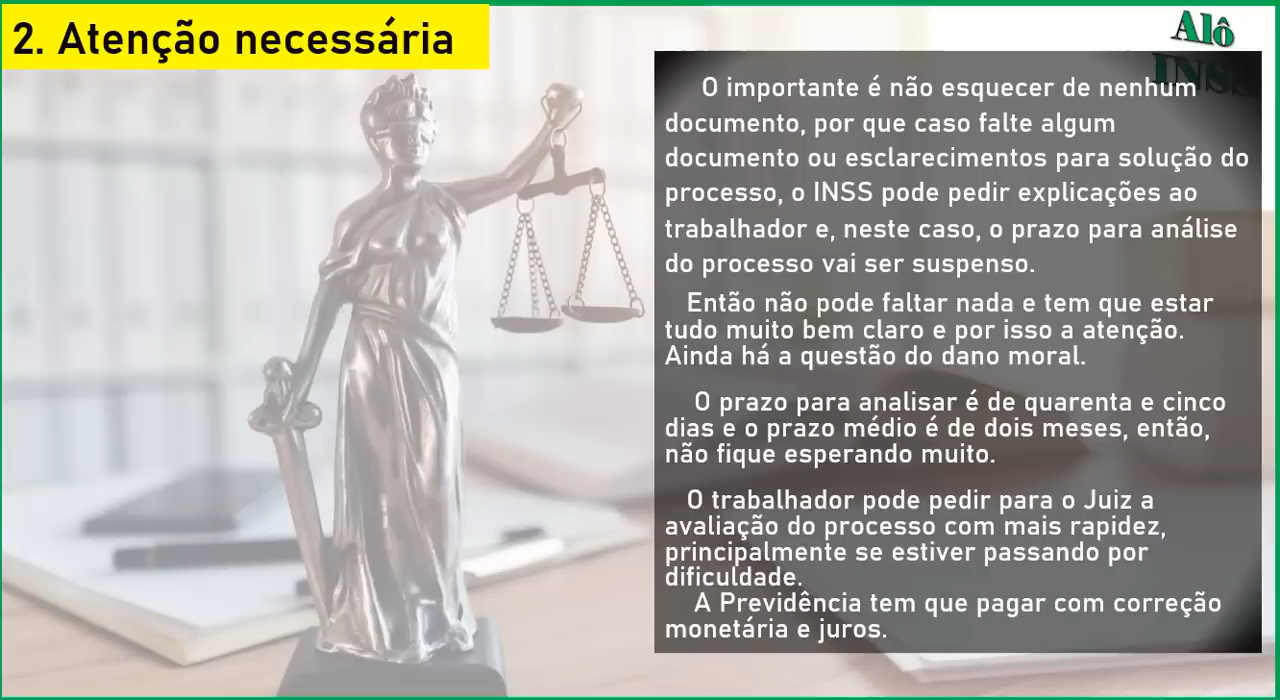 2. Atenção necessária
Alô
INSS
O importante é não esquecer de nenhum
documento, por que caso falte algum
documento ou esclarecimentos para solução do
processo, o INSS pode pedir explicações ao
trabalhador e, neste caso, o prazo para análise
do processo vai ser suspenso.
Então não pode faltar nada e tem que estar
tudo muito bem claro e por isso a atenção.
Ainda há a questão do dano moral.
O prazo para analisar é de quarenta e cinco
dias e o prazo médio é de dois meses, então,
não fique esperando muito.
O trabalhador pode pedir para o Juiz a
avaliação do processo com mais rapidez,
principalmente se estiver passando por
dificuldade.
A Previdência tem que pagar com correção
monetária e juros.